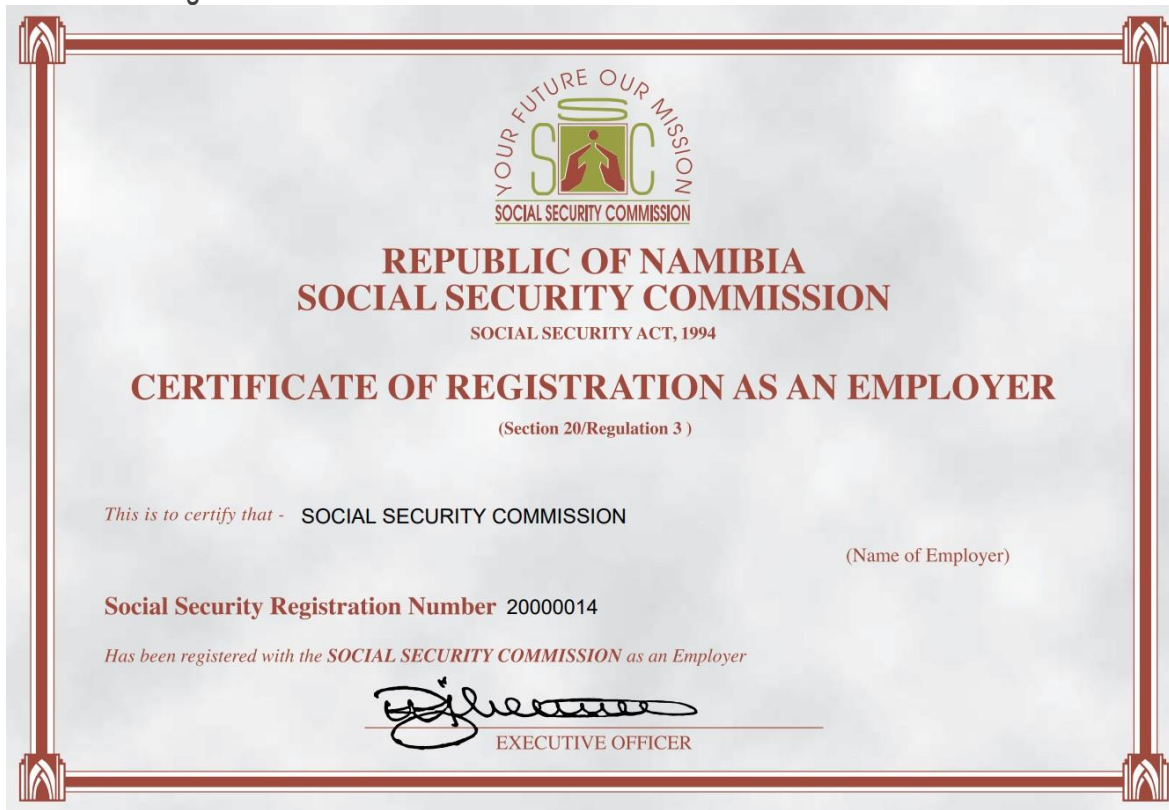 YOUR FUTURE OUR MISSION
SSC
SOCIAL SECURITY COMMISSION
REPUBLIC OF NAMIBIA
SOCIAL SECURITY COMMISSION
SOCIAL SECURITY ACT, 1994
CERTIFICATE OF REGISTRATION AS AN EMPLOYER
(Section 20/Regulation 3 )
This is to certify that - SOCIAL SECURITY COMMISSION
(Name of Employer)
Social Security Registration Number 20000014
Has been registered with the SOCIAL SECURITY COMMISSION as an Employer
EXECUTIVE OFFICER